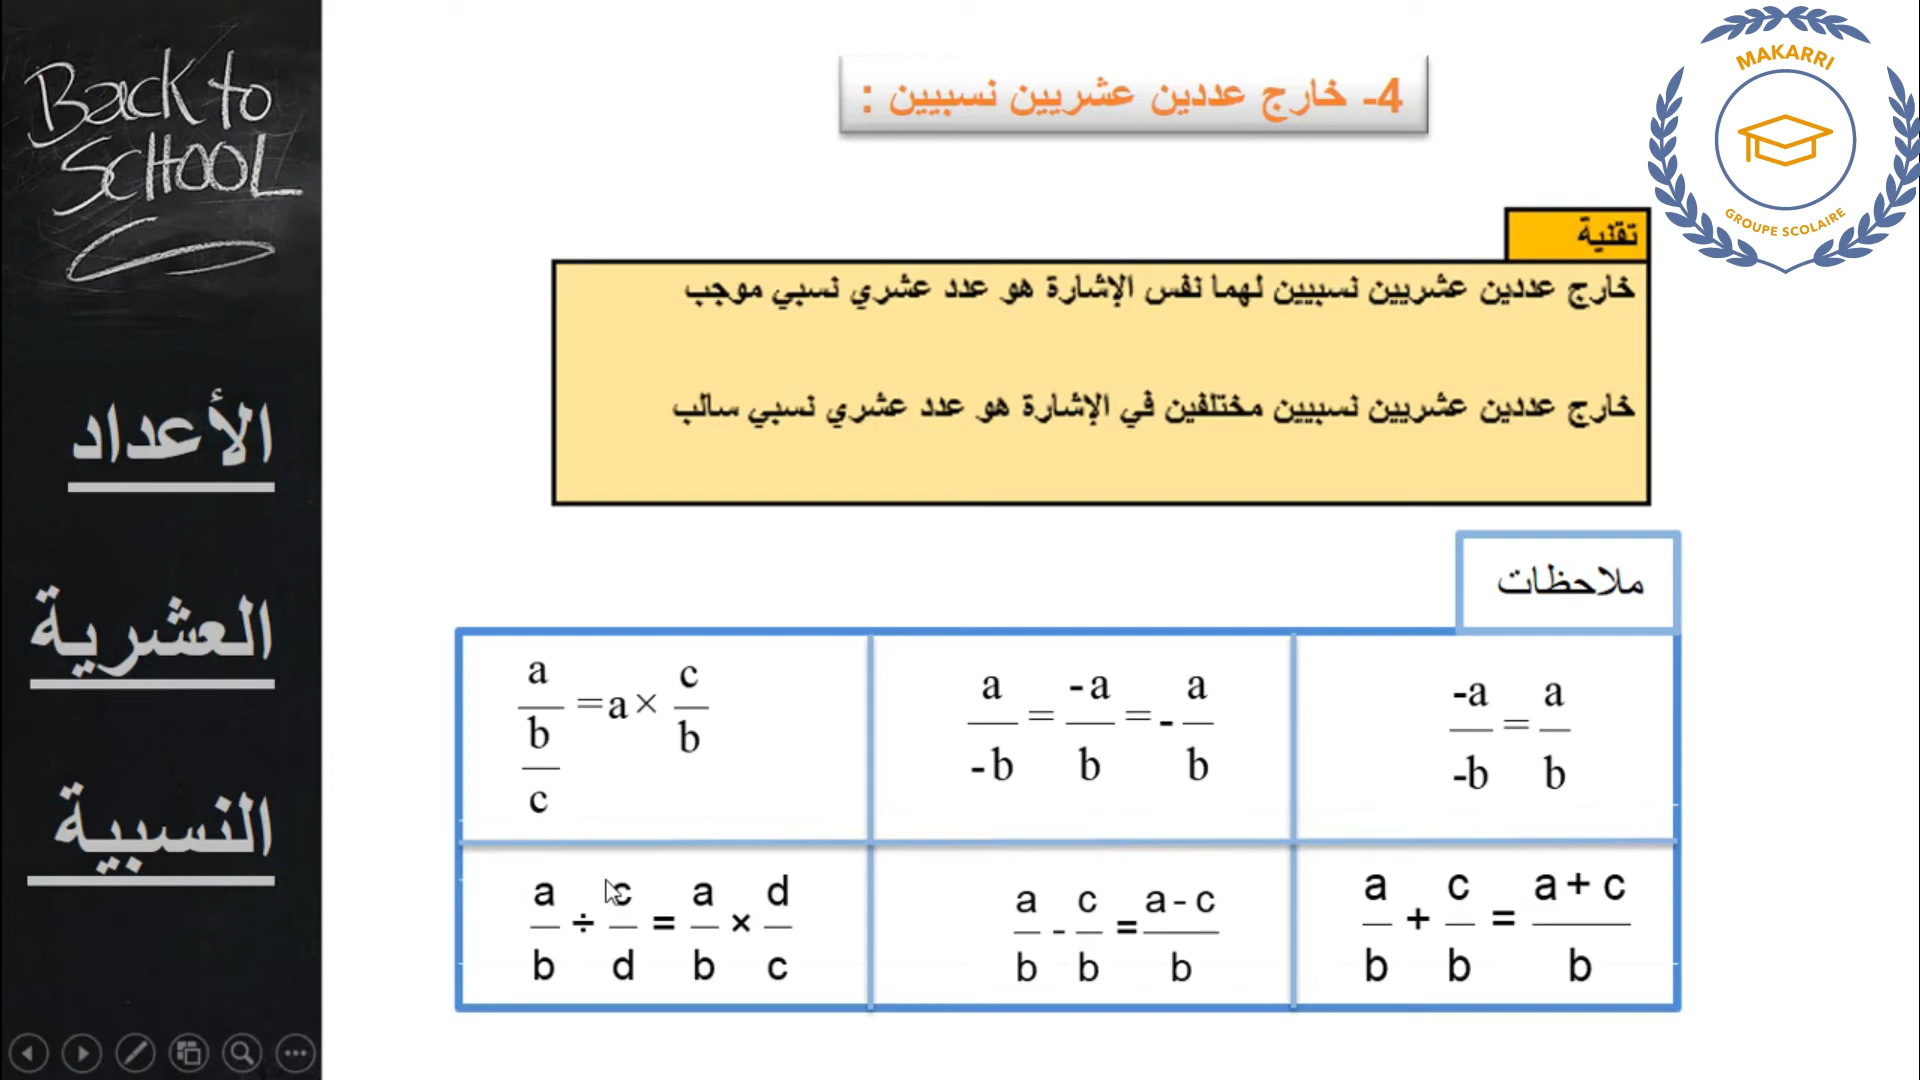 Back to
SCHOOL
الأعداد
العشرية
النسبية
MAKARRI
GROUPE SCOLAIRE
4- خارج عددين عشريين نسبيين :
تقنية
خارج عددين عشريين نسبيين لهما نفس الإشارة هو عدد عشري نسبي موجب
خارج عددين عشريين نسبيين مختلفين في الإشارة هو عدد عشري نسبي سالب
ملاحظات
-a/-b = a/b
a/-b = -a/b = - a/b
a/(b/c) = a × c/b
a/b + c/b = (a + c)/b
a/b - c/b = (a - c)/b
a/b ÷ c/d = a/b × d/c